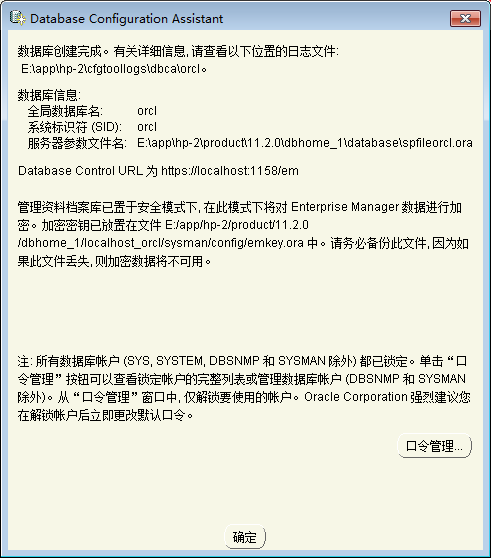 Database Configuration Assistant
数据库创建完成。有关详细信息, 请查看以下位置的日志文件:
E:\app\hp-2\cfgtoollogs\dbca\orcl。
数据库信息:
全局数据库名: orcl
系统标识符 (SID): orcl
服务器参数文件名: E:\app\hp-2\product\11.2.0\dbhome_1\database\spfileorcl.ora
Database Control URL 为 https://localhost:1158/em
管理资料档案库已置于安全模式下, 在此模式下将对 Enterprise Manager 数据进行加
密。加密密钥已放置在文件 E:/app/hp-2/product/11.2.0
/dbhome_1/localhost_orcl/sysman/config/emkey.ora 中。请务必备份此文件, 因为如
果此文件丢失, 则加密数据将不可用。
注: 所有数据库帐户 (SYS, SYSTEM, DBSNMP 和 SYSMAN 除外) 都已锁定。单击“口
令管理”按钮可以查看锁定帐户的完整列表或管理数据库帐户 (DBSNMP 和 SYSMAN
除外)。从“口令管理”窗口中, 仅解锁要使用的帐户。Oracle Corporation 强烈建议您
在解锁帐户后立即更改默认口令。
口令管理...
确定